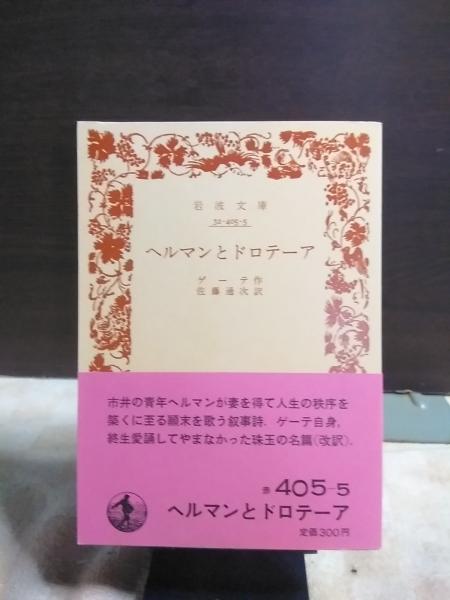 岩波文庫
32-405-5
ヘルマンとドロテーア
ゲーテ作
佐藤通次訳
市井の青年ヘルマンが妻を得て人生の秩序を
築くに至る顚末を歌う叙事詩．ゲーテ自身，
終生愛誦してやまなかった珠玉の名篇（改訳）．
赤 405-5
ヘルマンとドロテーア
定価300円